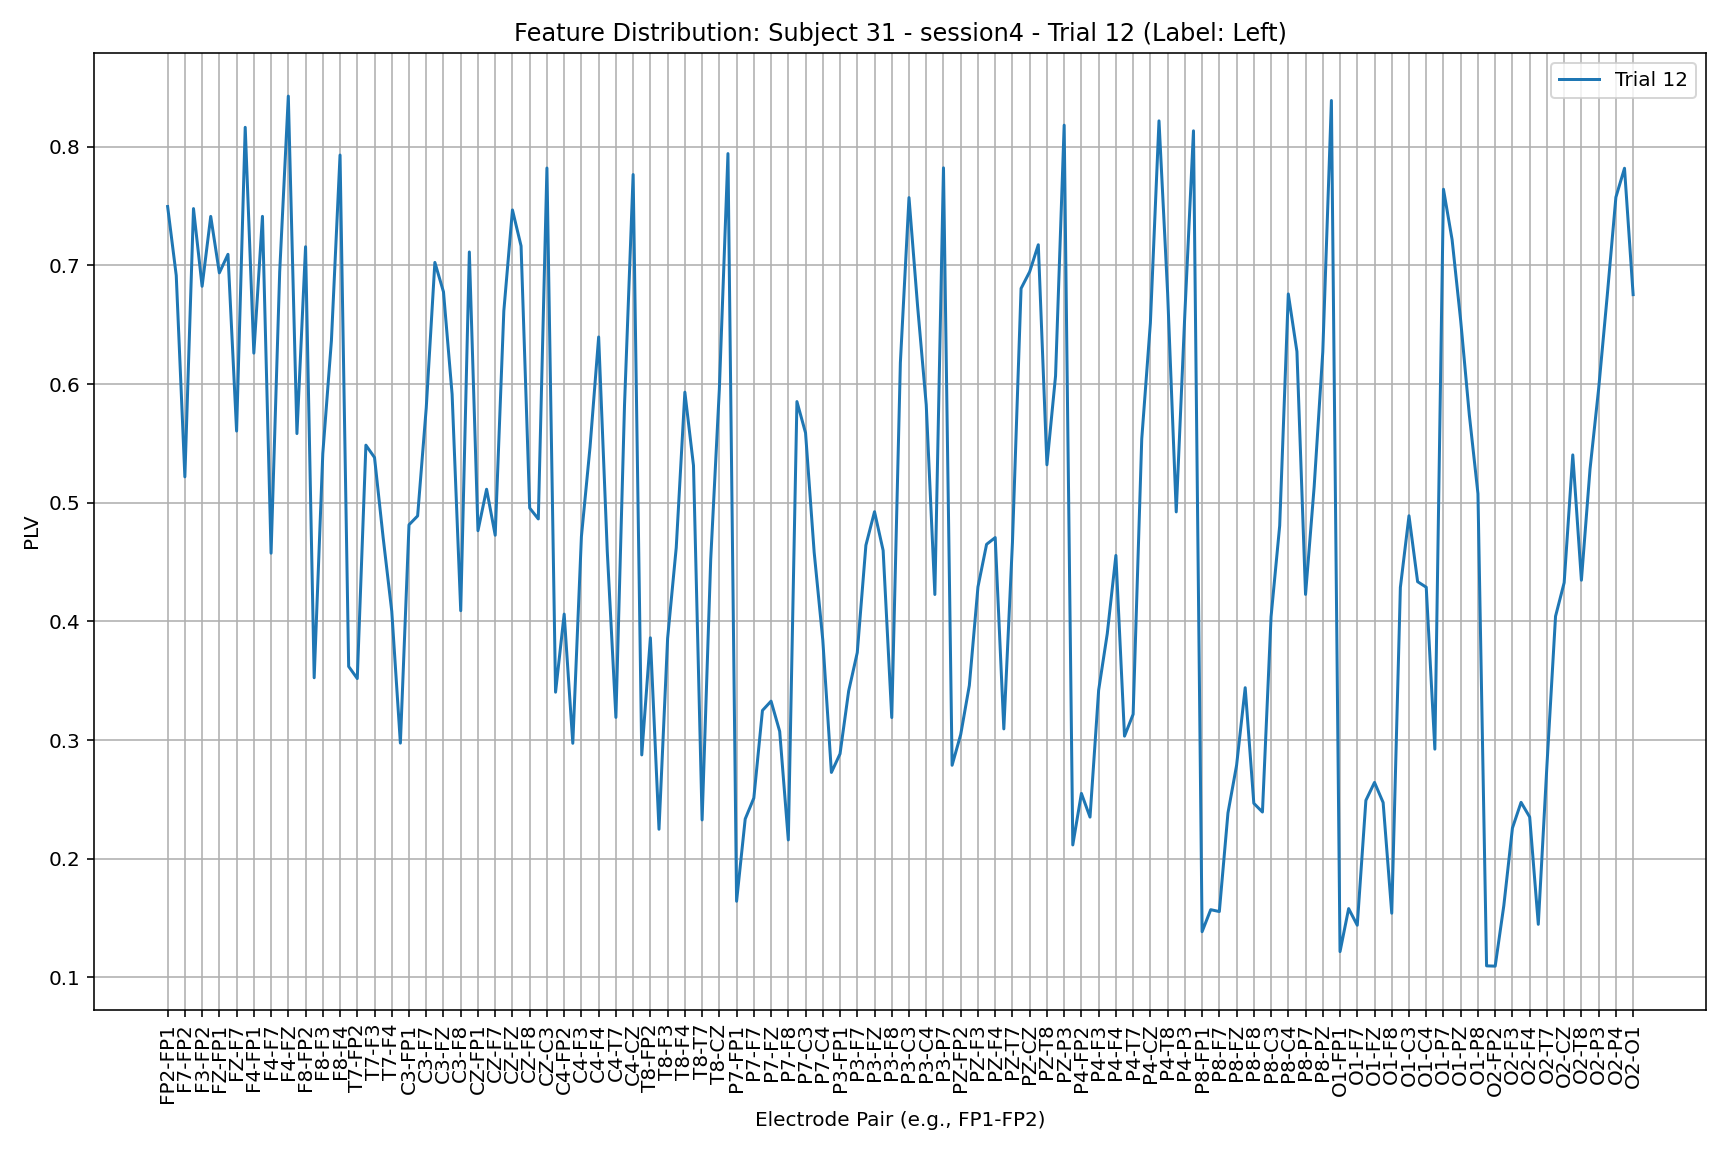 Feature Distribution: Subject 31 - session4 - Trial 12 (Label: Left)
Trial 12
PLV
0.8
0.7
0.6
0.5
0.4
0.3
0.2
0.1
FP2-FP1
F7-FP2
F3-FP2
FZ-FP1
FZ-F7
F4-FP1
F4-F7
F4-FZ
F8-FP2
F8-F3
F8-F4
T7-FP2
T7-F3
T7-F4
C3-FP1
C3-F7
C3-FZ
C3-F8
CZ-FP1
CZ-F7
CZ-FZ
CZ-F8
CZ-C3
C4-FP2
C4-F3
C4-F4
C4-T7
C4-CZ
T8-FP2
T8-F3
T8-F4
T8-T7
T8-CZ
P7-FP1
P7-F7
P7-FZ
P7-F8
P7-C3
P7-C4
P3-FP1
P3-F7
P3-FZ
P3-F8
P3-C3
P3-C4
P3-P7
PZ-FP2
PZ-F3
PZ-F4
PZ-T7
PZ-CZ
PZ-T8
PZ-P3
P4-FP2
P4-F3
P4-F4
P4-T7
P4-CZ
P4-T8
P4-P3
P8-FP1
P8-F7
P8-FZ
P8-F8
P8-C3
P8-C4
P8-P7
P8-PZ
O1-FP1
O1-F7
O1-FZ
O1-F8
O1-C3
O1-C4
O1-P7
O1-PZ
O1-P8
O2-FP2
O2-F3
O2-F4
O2-T7
O2-CZ
O2-T8
O2-P3
O2-P4
O2-O1
Electrode Pair (e.g., FP1-FP2)